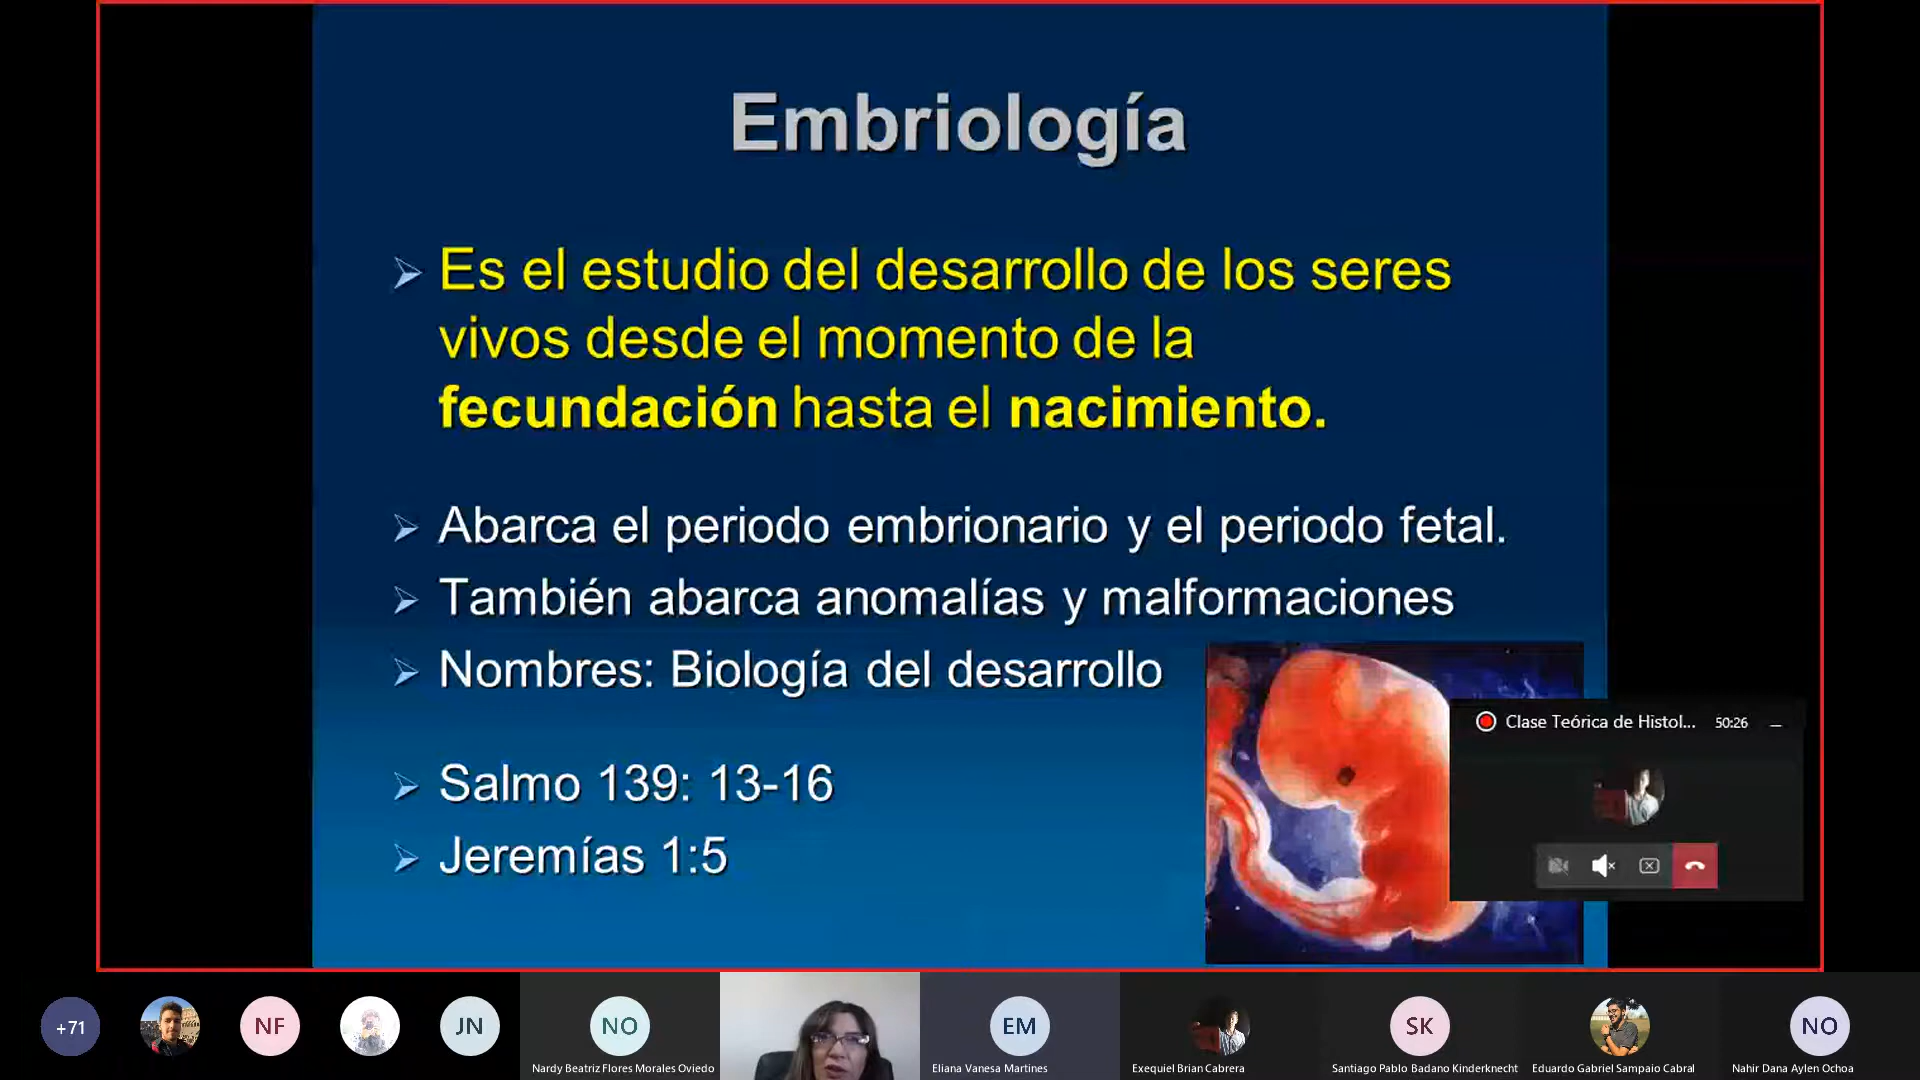 Embriología
Es el estudio del desarrollo de los seres
vivos desde el momento de la
fecundación hasta el nacimiento.
Abarca el periodo embrionario y el periodo fetal.
También abarca anomalías y malformaciones
Nombres: Biología del desarrollo
Salmo 139: 13-16
Jeremías 1:5
Clase Teórica de Histol... 50:26
+71
NF
JN
NO
EM
SK
NO
Nardy Beatriz Flores Morales Oviedo
Eliana Vanesa Martines
Exequiel Brian Cabrera
Santiago Pablo Badano Kinderknecht
Eduardo Gabriel Sampaio Cabral
Nahir Dana Aylen Ochoa